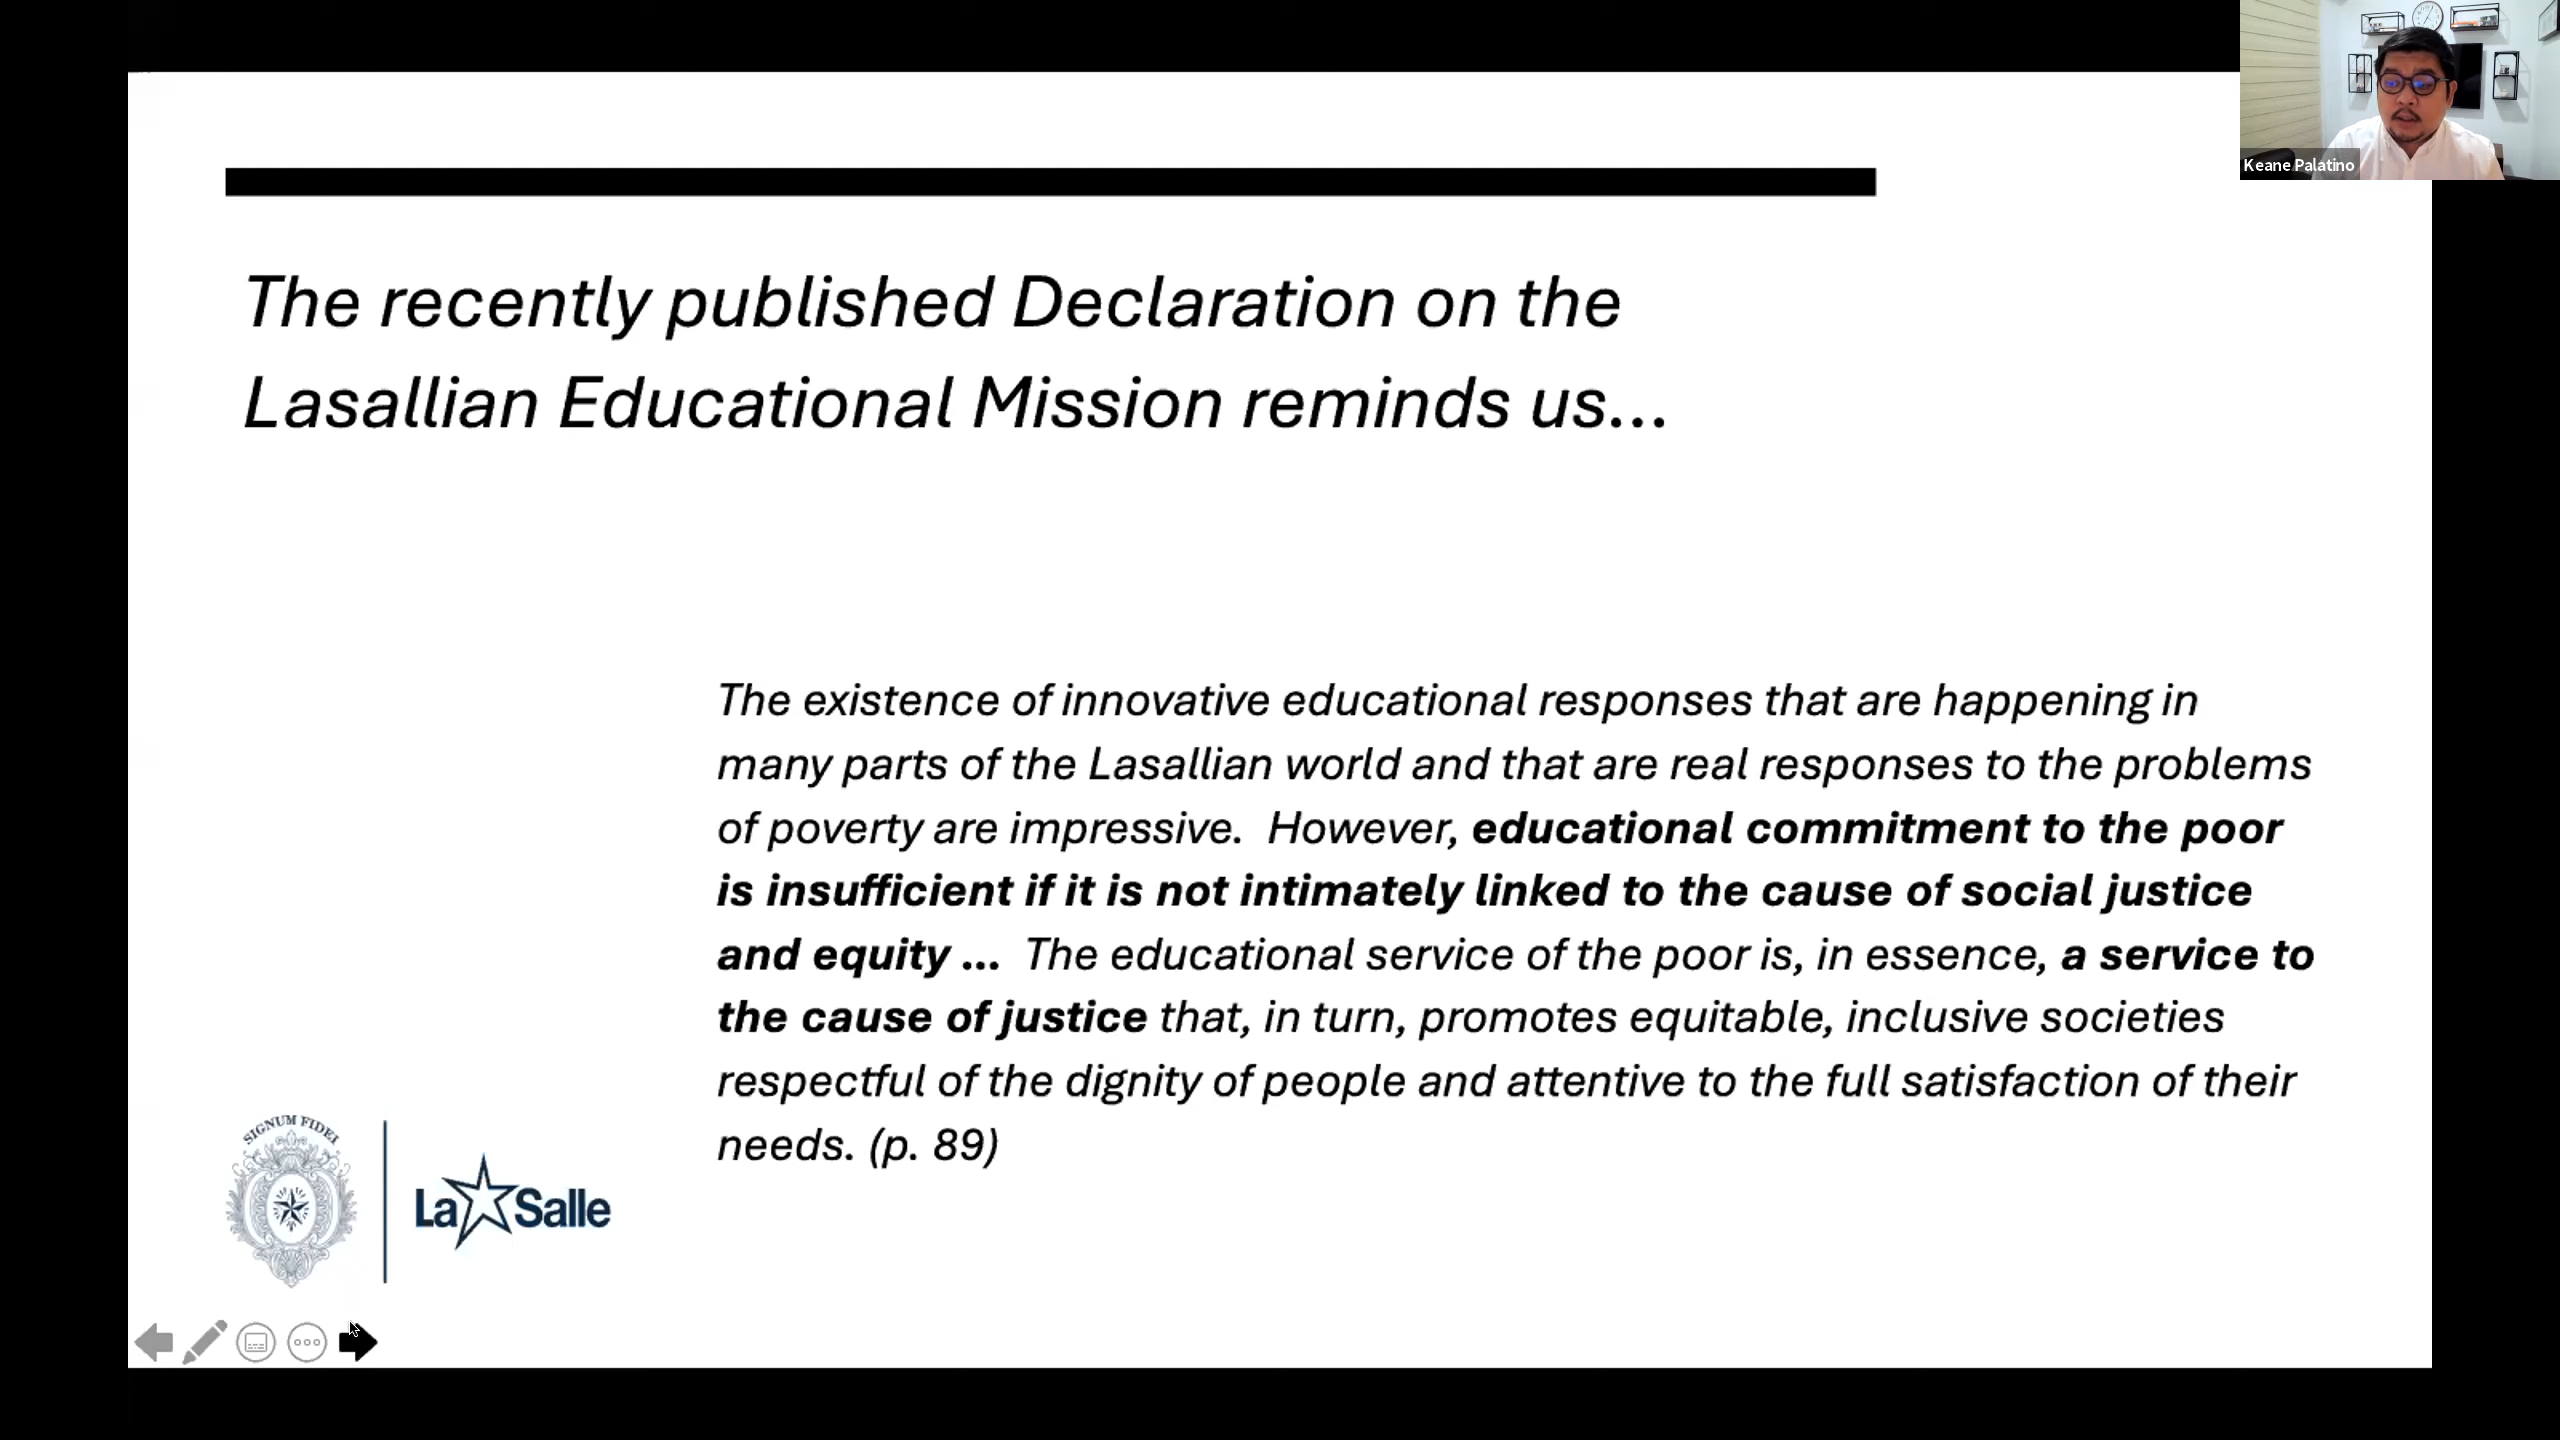 Keane Palatino
The recently published Declaration on the
Lasallian Educational Mission reminds us...
The existence of innovative educational responses that are happening in
many parts of the Lasallian world and that are real responses to the problems
of poverty are impressive.  However, educational commitment to the poor
is insufficient if it is not intimately linked to the cause of social justice
and equity ...  The educational service of the poor is, in essence, a service to
the cause of justice that, in turn, promotes equitable, inclusive societies
respectful of the dignity of people and attentive to the full satisfaction of their
needs. (p. 89)
SIGNUM FIDEI
La Salle